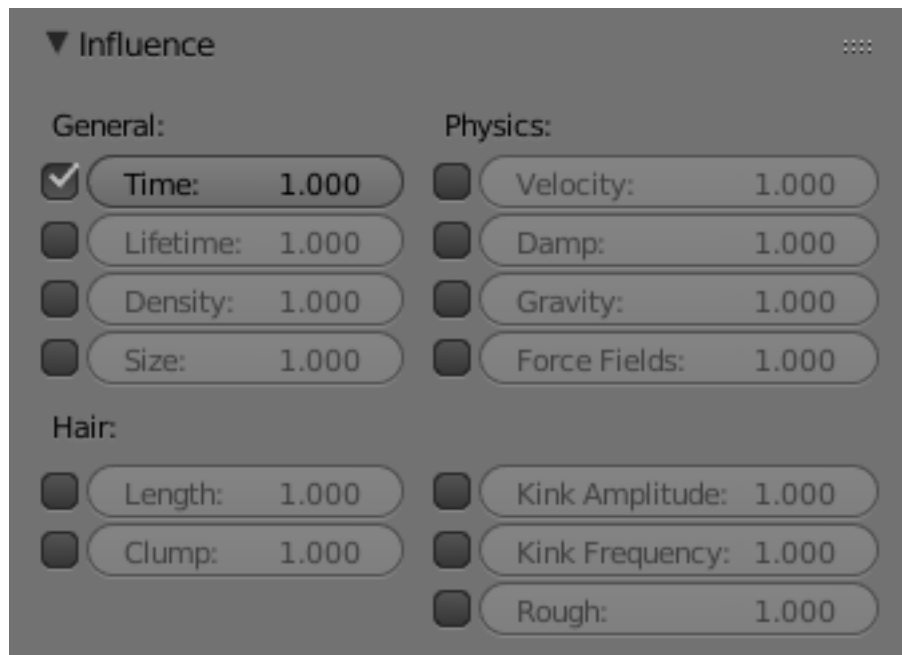 Influence
General: Physics:
Time: 1.000 Velocity: 1.000
Lifetime: 1.000 Damp: 1.000
Density: 1.000 Gravity: 1.000
Size: 1.000 Force Fields: 1.000
Hair:
Length: 1.000 Kink Amplitude: 1.000
Clump: 1.000 Kink Frequency: 1.000
Rough: 1.000